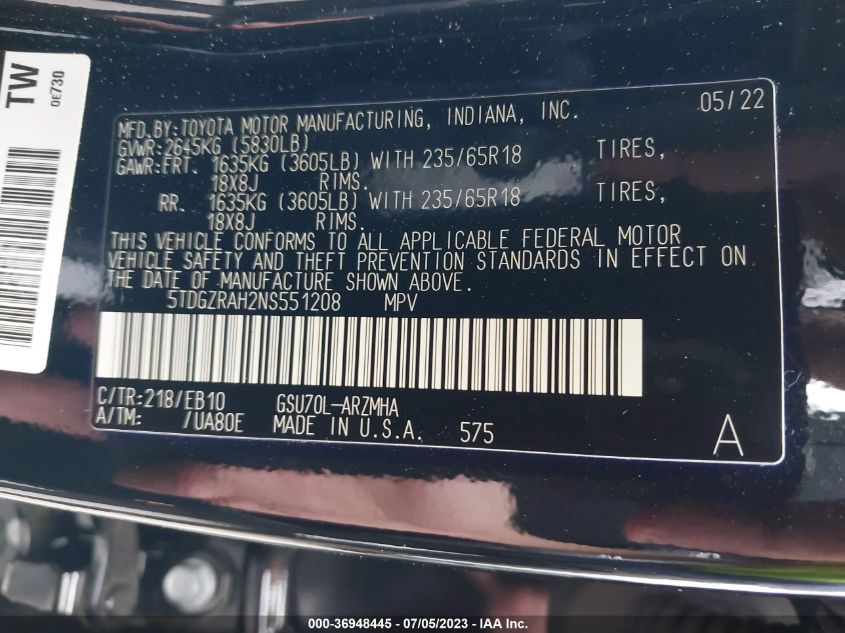 TW
0E730
05/22
MFD.BY:TOYOTA MOTOR MANUFACTURING, INDIANA, INC.
GVWR:2645KG (5830LB)
GAWR:FRT. 1635KG (3605LB) WITH 235/65R18 TIRES,
18X8J RIMS.
RR. 1635KG (3605LB) WITH 235/65R18 TIRES,
18X8J RIMS.
THIS VEHICLE CONFORMS TO ALL APPLICABLE FEDERAL MOTOR
VEHICLE SAFETY AND THEFT PREVENTION STANDARDS IN EFFECT ON
THE DATE OF MANUFACTURE SHOWN ABOVE.
5TDGZRAH2NS551208 MPV
C/TR:218/EB10 GSU70L-ARZMHA
A/TM: /UA80E MADE IN U.S.A. 575
A
000-36948445 - 07/05/2023 - © IAA Inc.